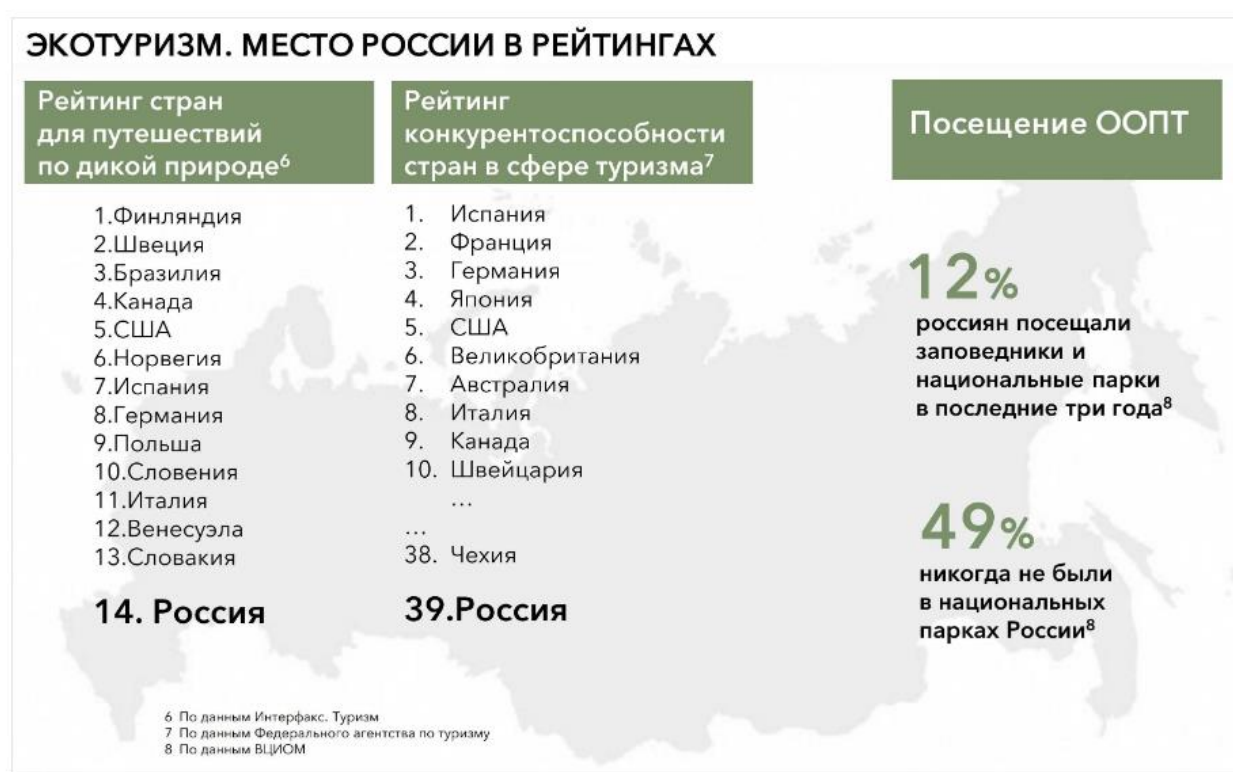 ЭКОТУРИЗМ. МЕСТО РОССИИ В РЕЙТИНГАХ
Рейтинг стран
для путешествий
по дикой природе⁶
1.Финляндия
2.Швеция
3.Бразилия
4.Канада
5.США
6.Норвегия
7.Испания
8.Германия
9.Польша
10.Словения
11.Италия
12.Венесуэла
13.Словакия
14. Россия
Рейтинг
конкурентоспособности
стран в сфере туризма⁷
1. Испания
2. Франция
3. Германия
4. Япония
5. США
6. Великобритания
7. Австралия
8. Италия
9. Канада
10. Швейцария
...
...
38. Чехия
39.Россия
Посещение ООПТ
12%
россиян посещали
заповедники и
национальные парки
в последние три года⁸
49%
никогда не были
в национальных
парках России⁸
6 По данным Интерфакс. Туризм
7 По данным Федерального агентства по туризму
8 По данным ВЦИОМ